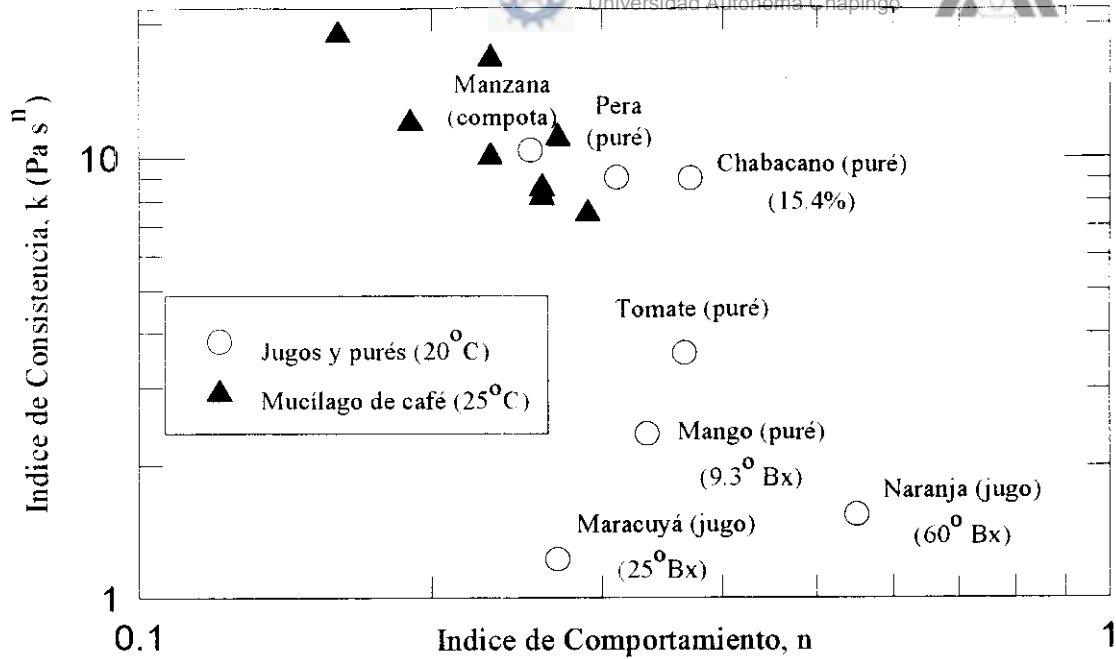 Universidad Autónoma Chapingo
Indice de Consistencia, k (Pa s^n)
10
1
Manzana
(compota)
Pera
(puré)
Chabacano (puré)
(15.4%)
Tomate (puré)
Jugos y purés (20°C)
Mucílago de café (25°C)
Mango (puré)
(9.3° Bx)
Naranja (jugo)
(60° Bx)
Maracuyá (jugo)
(25°Bx)
0.1
Indice de Comportamiento, n
1